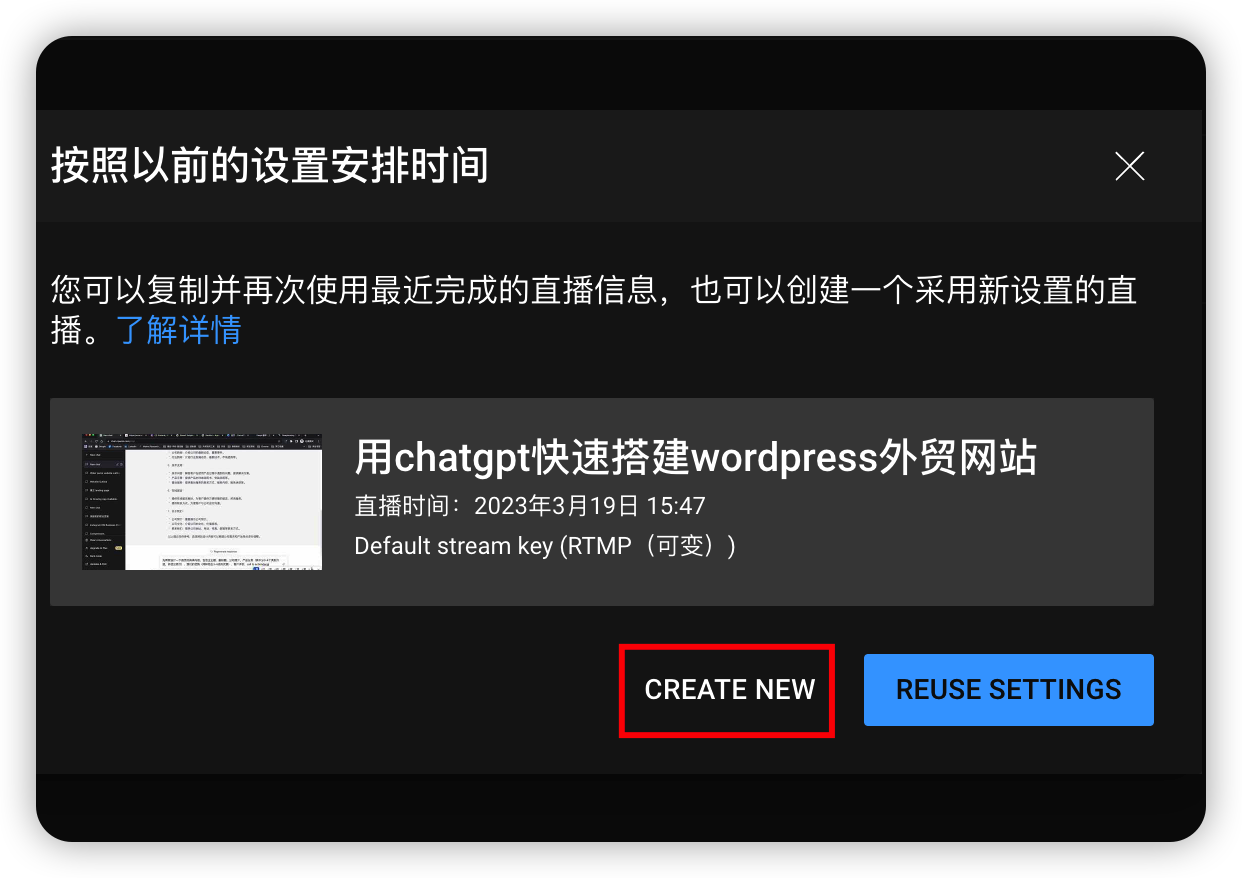 按照以前的设置安排时间
您可以复制并再次使用最近完成的直播信息，也可以创建一个采用新设置的直
播。了解详情
用chatgpt快速搭建wordpress外贸网站
直播时间：2023年3月19日 15:47
Default stream key (RTMP（可变）)
CREATE NEW
REUSE SETTINGS